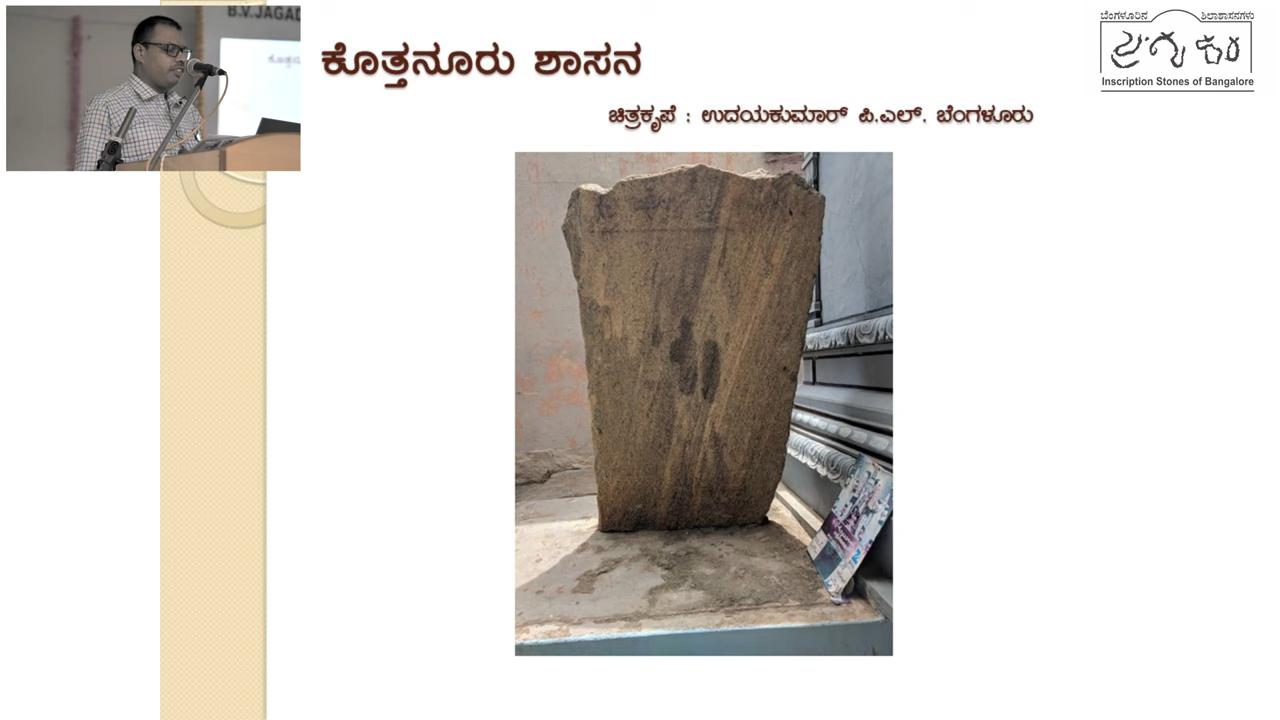 B.V.JAGAD
ಕೊತ್ತನೂರು ಶಾಸನ
ಚಿತ್ರಕೃಪೆ : ಉದಯಕುಮಾರ್ ಪಿ.ಎಲ್. ಬೆಂಗಳೂರು
ಬೆಂಗಳೂರಿನ ಶಿಲಾಶಾಸನಗಳು
Inscription Stones of Bangalore